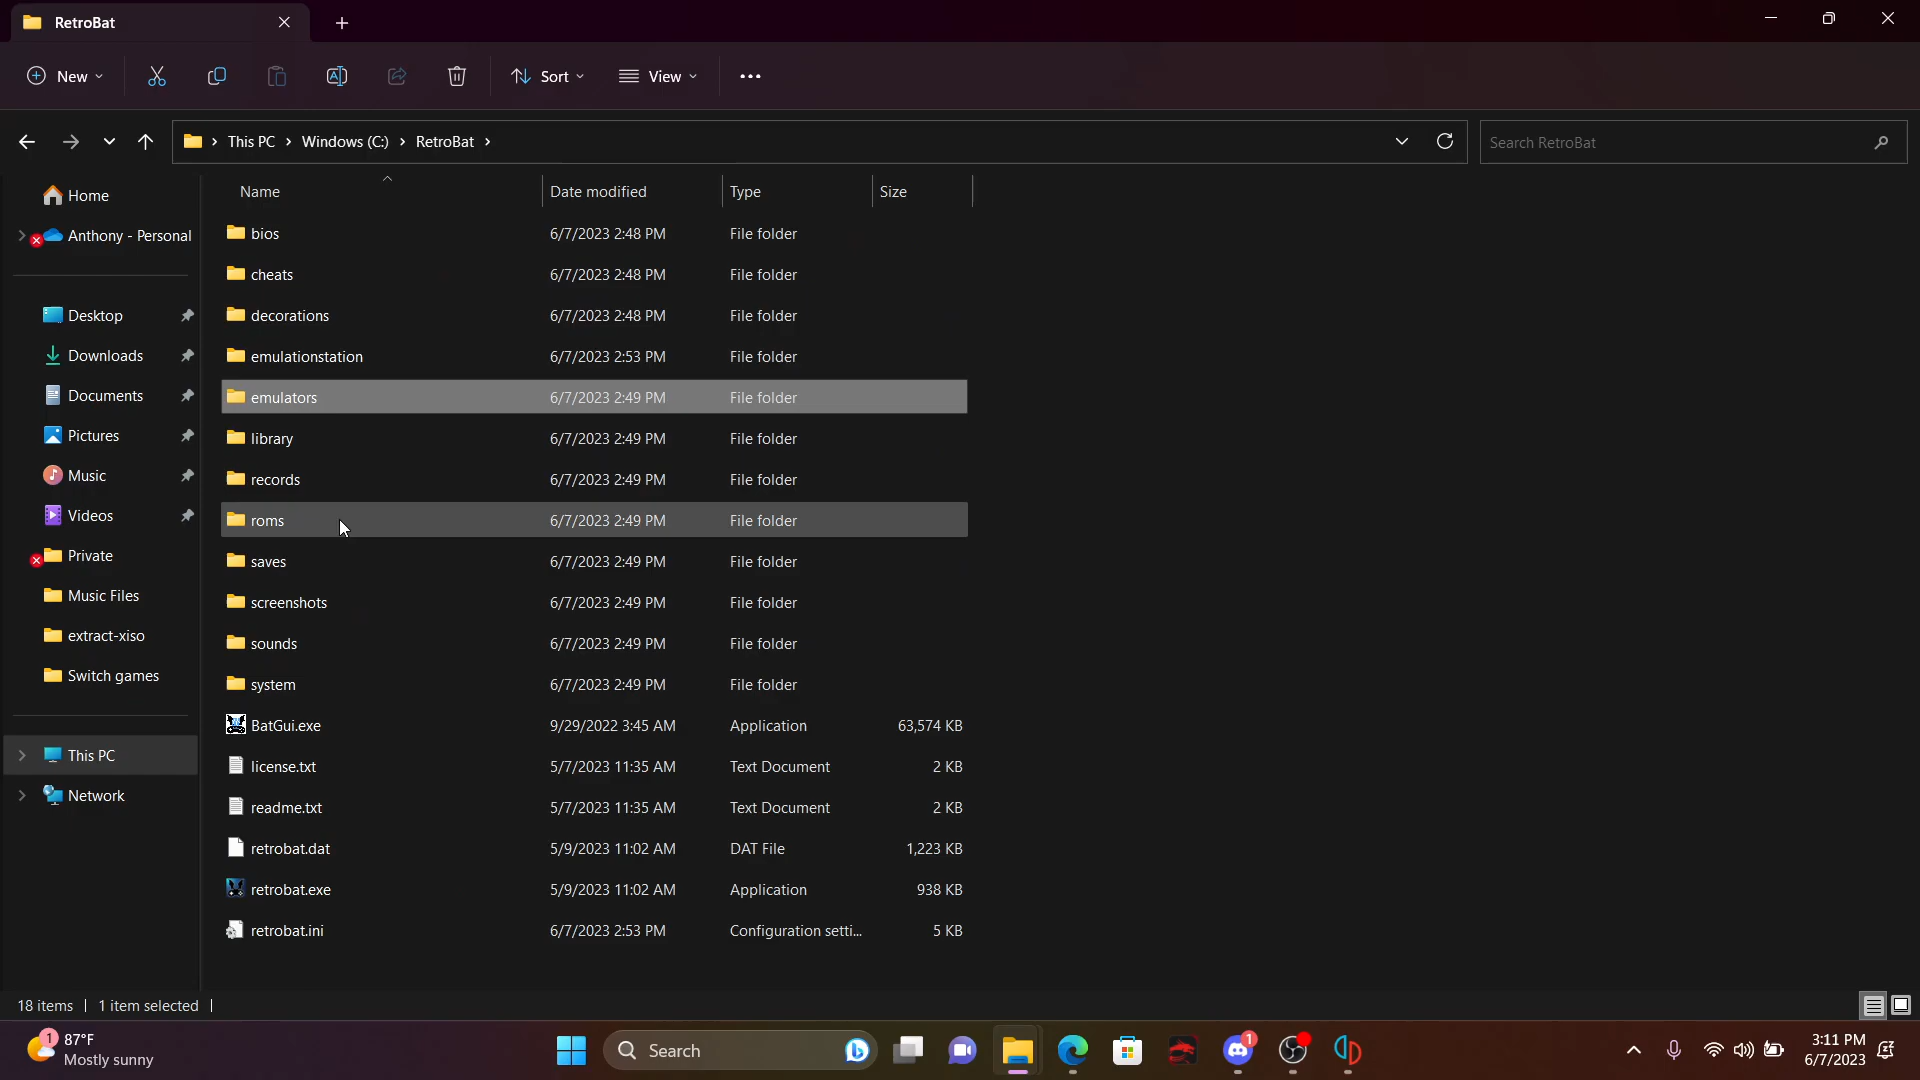 RetroBat
New
Sort
View
This PC
Windows (C:)
RetroBat
Search RetroBat
Home
Anthony - Personal
Desktop
Downloads
Documents
Pictures
Music
Videos
Private
Music Files
extract-xiso
Switch games
This PC
Network
Name Date modified Type Size
bios 6/7/2023 2:48 PM File folder
cheats 6/7/2023 2:48 PM File folder
decorations 6/7/2023 2:48 PM File folder
emulationstation 6/7/2023 2:53 PM File folder
emulators 6/7/2023 2:49 PM File folder
library 6/7/2023 2:49 PM File folder
records 6/7/2023 2:49 PM File folder
roms 6/7/2023 2:49 PM File folder
saves 6/7/2023 2:49 PM File folder
screenshots 6/7/2023 2:49 PM File folder
sounds 6/7/2023 2:49 PM File folder
system 6/7/2023 2:49 PM File folder
BatGui.exe 9/29/2022 3:45 AM Application 63,574 KB
license.txt 5/7/2023 11:35 AM Text Document 2 KB
readme.txt 5/7/2023 11:35 AM Text Document 2 KB
retrobat.dat 5/9/2023 11:02 AM DAT File 1,223 KB
retrobat.exe 5/9/2023 11:02 AM Application 938 KB
retrobat.ini 6/7/2023 2:53 PM Configuration setti... 5 KB
18 items
1 item selected
1
87°F
Mostly sunny
Search
1
3:11 PM
6/7/2023